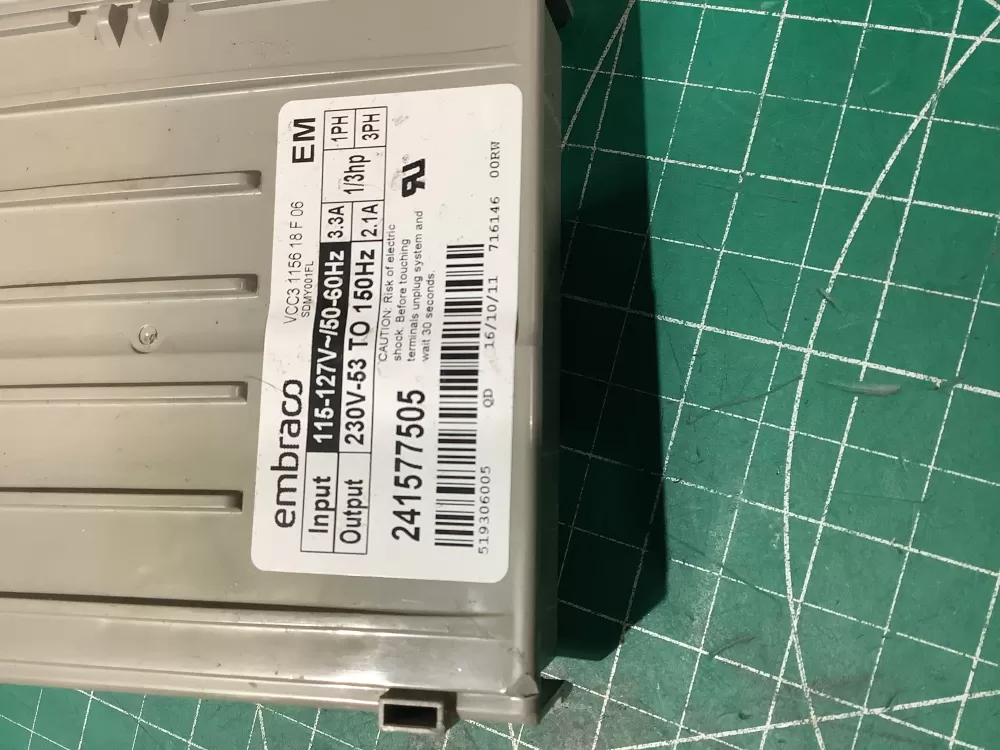 embraco EM
VCC3 1156 18 F 06
SDMY001FL
Input 115-127V~/50-60Hz 3.3A 1/3hp 1PH
Output 230V-53 TO 150Hz 2.1A 3PH
CAUTION: Risk of electric
shock. Before touching
terminals unplug system and
wait 30 seconds.
241577505
519306005 QD 16/10/11 716146 00RW